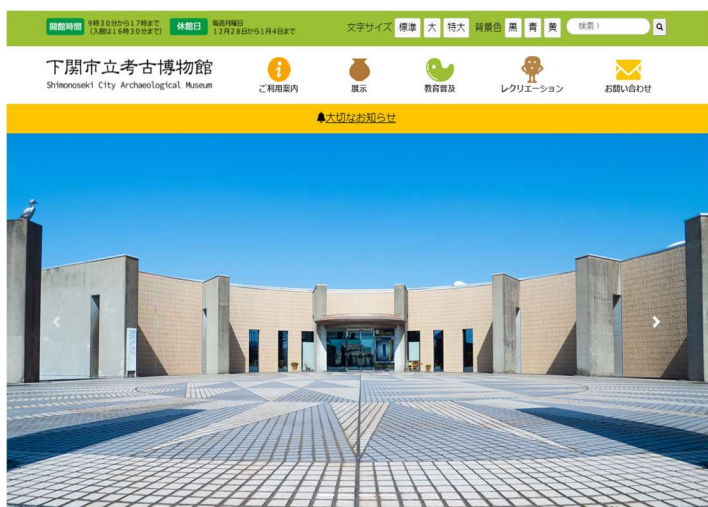 開館時間 9時30分から17時まで
(入館は16時30分まで)
休館日 毎週月曜日
12月28日から1月4日まで
文字サイズ 標準 大 特大 背景色 黒 青 黄 検索!
下関市立考古博物館
Shimonoseki City Archaeological Museum
ご利用案内 展示 教育普及 レクリエーション お問い合わせ
大切なお知らせ